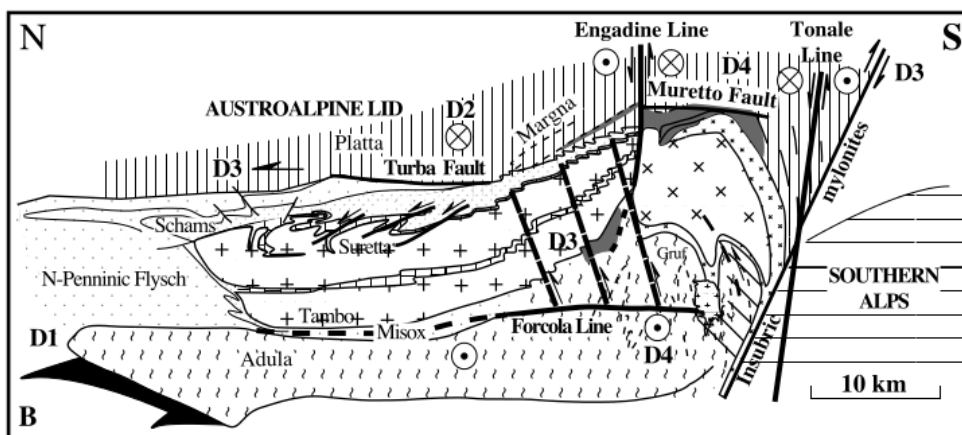 N
Engadine Line
Tonale
Line
S
D4
D3
AUSTROALPINE LID
D2
Muretto Fault
Margna
Platta
Turba Fault
D3
mylonites
Schams
Suretta
D3
Gruf
N-Penninic Flysch
SOUTHERN
ALPS
Tambo
Misox
Forcola Line
D1
Adula
D4
Insubric
10 km
B